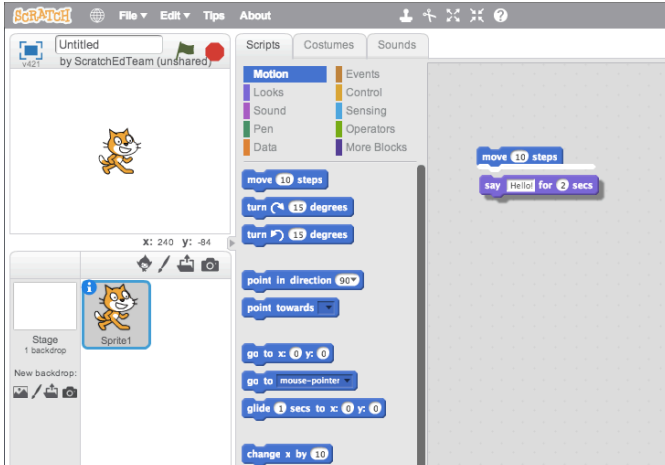 SCRATCH File Edit Tips About
Untitled
v421
by ScratchEdTeam (unshared)
X: 240 y: -84
Stage
1 backdrop
New backdrop:
Sprite1
Scripts Costumes Sounds
Motion Events
Looks Control
Sound Sensing
Pen Operators
Data More Blocks
move 10 steps
turn 15 degrees
turn 15 degrees
point in direction 90
point towards
go to x: 0 y: 0
go to mouse-pointer
glide 1 secs to x: 0 y: 0
change x by 10
move 10 steps
say Hello! for 2 secs